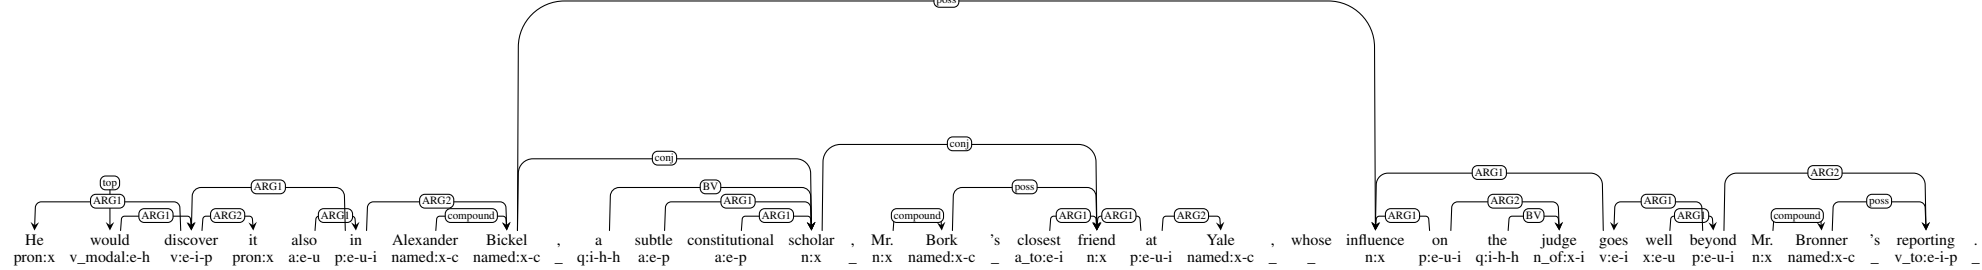 poss
conj
conj
top
ARG1
BV
poss
ARG1
ARG2
ARG1
ARG2
ARG1
ARG2
ARG1
poss
ARG1
ARG2
ARG1
compound
ARG1
compound
ARG1
ARG1
ARG2
ARG1
BV
ARG1
compound
He would discover it also in Alexander Bickel , a subtle constitutional scholar , Mr. Bork 's closest friend at Yale , whose influence on the judge goes well beyond Mr. Bronner 's reporting .
pron:x v_modal:e-h v:e-i-p pron:x a:e-u p:e-u-i named:x-c named:x-c _ q:i-h-h a:e-p a:e-p n:x _ n:x named:x-c _ a_to:e-i n:x p:e-u-i named:x-c _ _ n:x p:e-u-i q:i-h-h n_of:x-i v:e-i x:e-u p:e-u-i n:x named:x-c _ v_to:e-i-p _